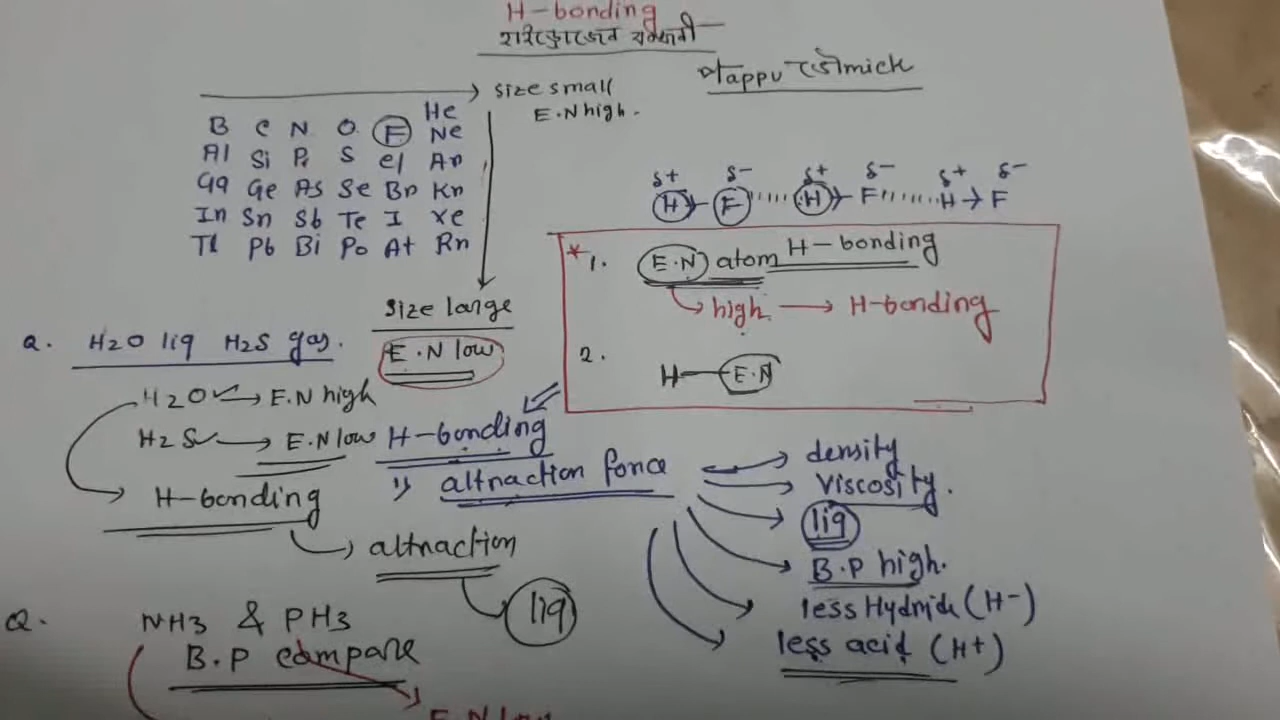 H-bonding
হাইড্রোজেন বন্ধনী
size small
E.N high.
He
B C N O F Ne
Al Si P S Cl Ar
Ga Ge As Se Br Kr
In Sn Sb Te I Xe
Tl Pb Bi Po At Rn
size large
E.N low
δ+ δ- δ+ δ- δ+ δ-
H F H F H → F
* 1. E.N atom H-bonding
high → H-bonding
2.
H — E.N
Q. H2O liq H2S gas.
H2O → E.N high
H2S → E.N low
H-bonding
attraction
liq
H-bonding
attraction force
density
viscosity.
liq
B.P high.
less Hydride (H-)
less acid (H+)
Q. NH3 & PH3
B.P compare
E.N low